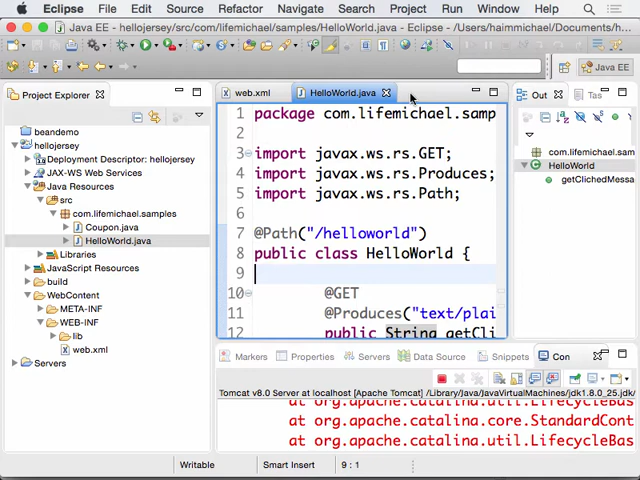 Eclipse File Edit Source Refactor Navigate Search Project Run Window Help
Java EE - hellojersey/src/com/lifemichael/samples/HelloWorld.java - Eclipse - /Users/haimmichael/Documents/h...
Java EE
Project Explorer
beandemo
hellojersey
Deployment Descriptor: hellojersey
JAX-WS Web Services
Java Resources
src
com.lifemichael.samples
Coupon.java
HelloWorld.java
Libraries
JavaScript Resources
build
WebContent
META-INF
WEB-INF
lib
web.xml
Servers
web.xml HelloWorld.java
1 package com.lifemichael.samp
2
3 import javax.ws.rs.GET;
4 import javax.ws.rs.Produces;
5 import javax.ws.rs.Path;
6
7 @Path("/helloworld")
8 public class HelloWorld {
9
10 @GET
11 @Produces("text/plai
12 public String getCli
Out Tas
com.lifemichael.sa
HelloWorld
getClichedMessa
Markers Properties Servers Data Source Snippets Con
Tomcat v8.0 Server at localhost [Apache Tomcat] /Library/Java/JavaVirtualMachines/jdk1.8.0_25.jdk/
at org.apache.catalina.util.LifecycleBas
at org.apache.catalina.core.StandardCont
at org.apache.catalina.util.LifecycleBas
Writable Smart Insert 9 : 1